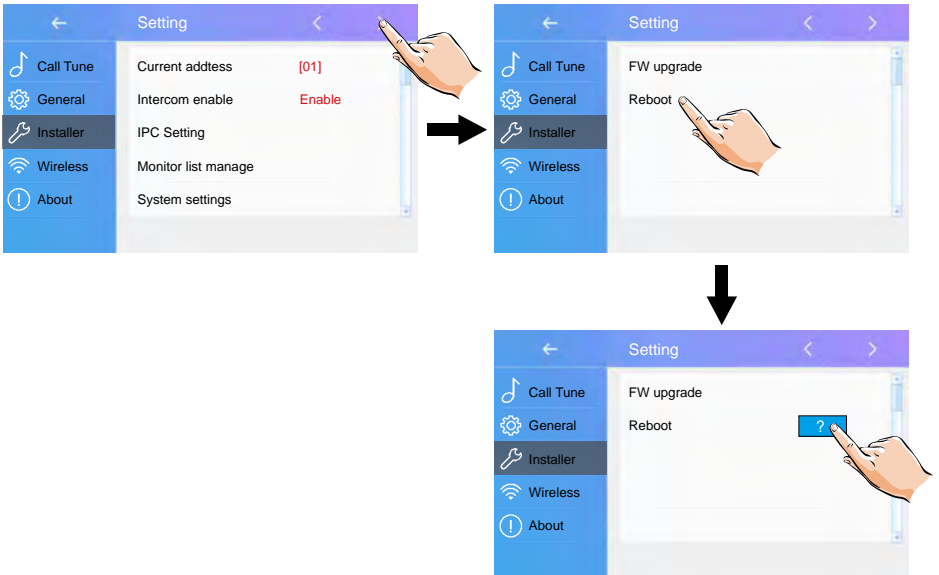 Setting
Call Tune
General
Installer
Wireless
About
Current addtess [01]
Intercom enable Enable
IPC Setting
Monitor list manage
System settings
Setting
Call Tune
General
Installer
Wireless
About
FW upgrade
Reboot
Setting
Call Tune
General
Installer
Wireless
About
FW upgrade
Reboot ?